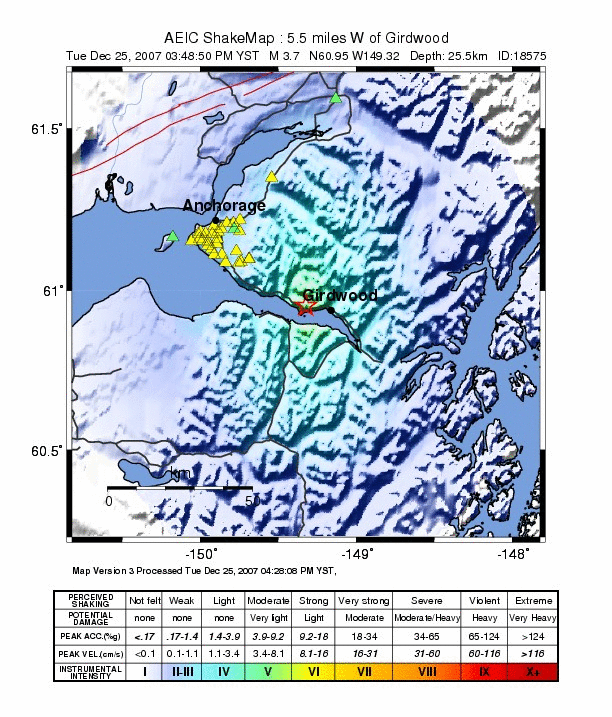 AEIC ShakeMap : 5.5 miles W of Girdwood
Tue Dec 25, 2007 03:48:50 PM YST M 3.7 N60.95 W149.32 Depth: 25.5km ID:18575
61.5˚
Anchorage
61˚
Girdwood
60.5˚
km
0 50
-150˚ -149˚ -148˚
Map Version 3 Processed Tue Dec 25, 2007 04:28:08 PM YST,
PERCEIVED SHAKING Not felt Weak Light Moderate Strong Very strong Severe Violent Extreme
POTENTIAL DAMAGE none none none Very light Light Moderate Moderate/Heavy Heavy Very Heavy
PEAK ACC.(%g) <.17 .17-1.4 1.4-3.9 3.9-9.2 9.2-18 18-34 34-65 65-124 >124
PEAK VEL.(cm/s) <0.1 0.1-1.1 1.1-3.4 3.4-8.1 8.1-16 16-31 31-60 60-116 >116
INSTRUMENTAL INTENSITY I II-III IV V VI VII VIII IX X+